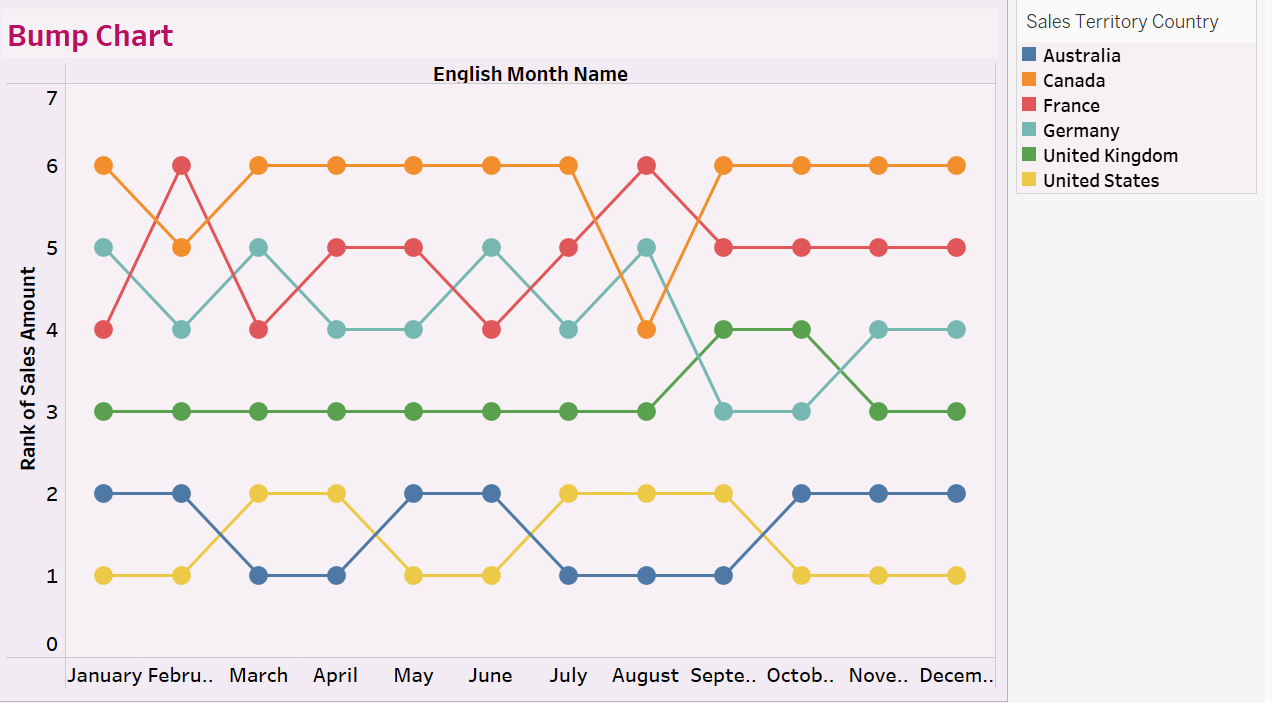 Bump Chart
Sales Territory Country
Australia
Canada
France
Germany
United Kingdom
United States
English Month Name
Rank of Sales Amount
7
6
5
4
3
2
1
0
January Febru.. March April May June July August Septe.. Octob.. Nove.. Decem..